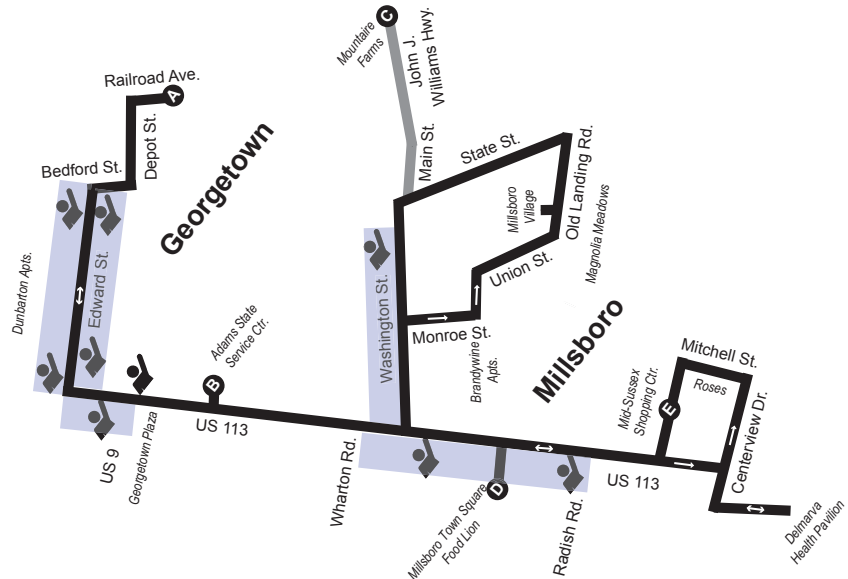 C
Mountaire
Farms
John J.
Williams Hwy.
Railroad Ave.
A
Depot St.
Georgetown
Bedford St.
Main St.
State St.
Old Landing Rd.
Millsboro
Village
Magnolia Meadows
Union St.
Dunbarton Apts.
Edward St.
Washington St.
Monroe St.
Brandywine
Apts.
Millsboro
Adams State
Service Ctr.
B
Georgetown Plaza
US 9
US 113
Wharton Rd.
Mitchell St.
Roses
Mid-Sussex
Shopping Ctr.
E
Centerview Dr.
D
Millsboro Town Square
Food Lion
Radish Rd.
US 113
Delmarva
Health Pavilion